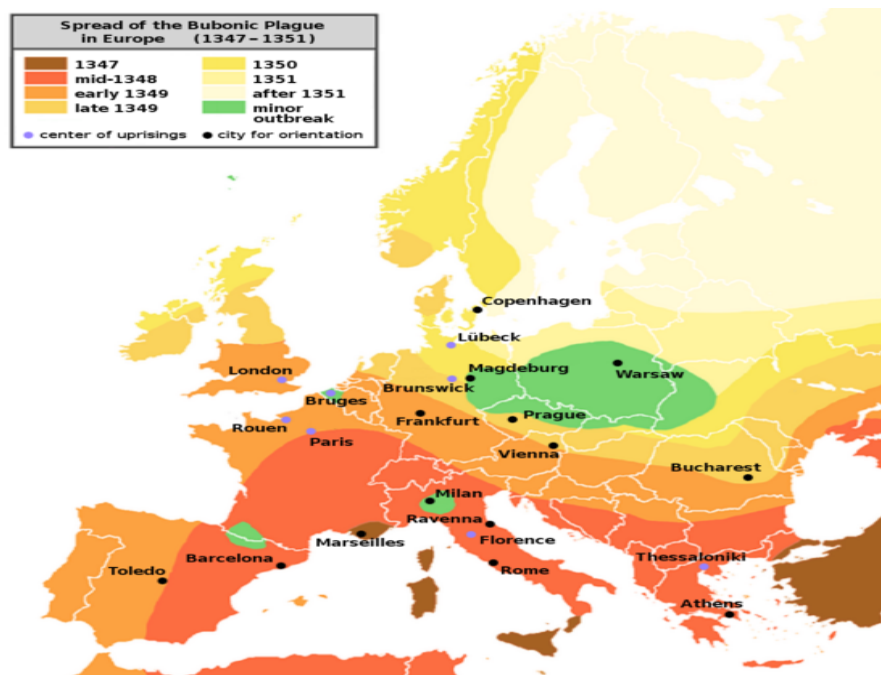 Spread of the Bubonic Plague
in Europe (1347–1351)
1347
mid-1348
early 1349
late 1349
1350
1351
after 1351
minor
outbreak
center of uprisings
city for orientation
Copenhagen
Lübeck
Magdeburg
London
Brunswick
Warsaw
Bruges
Frankfurt
Prague
Rouen
Paris
Vienna
Bucharest
Milan
Ravenna
Marseilles
Florence
Barcelona
Thessaloniki
Toledo
Rome
Athens